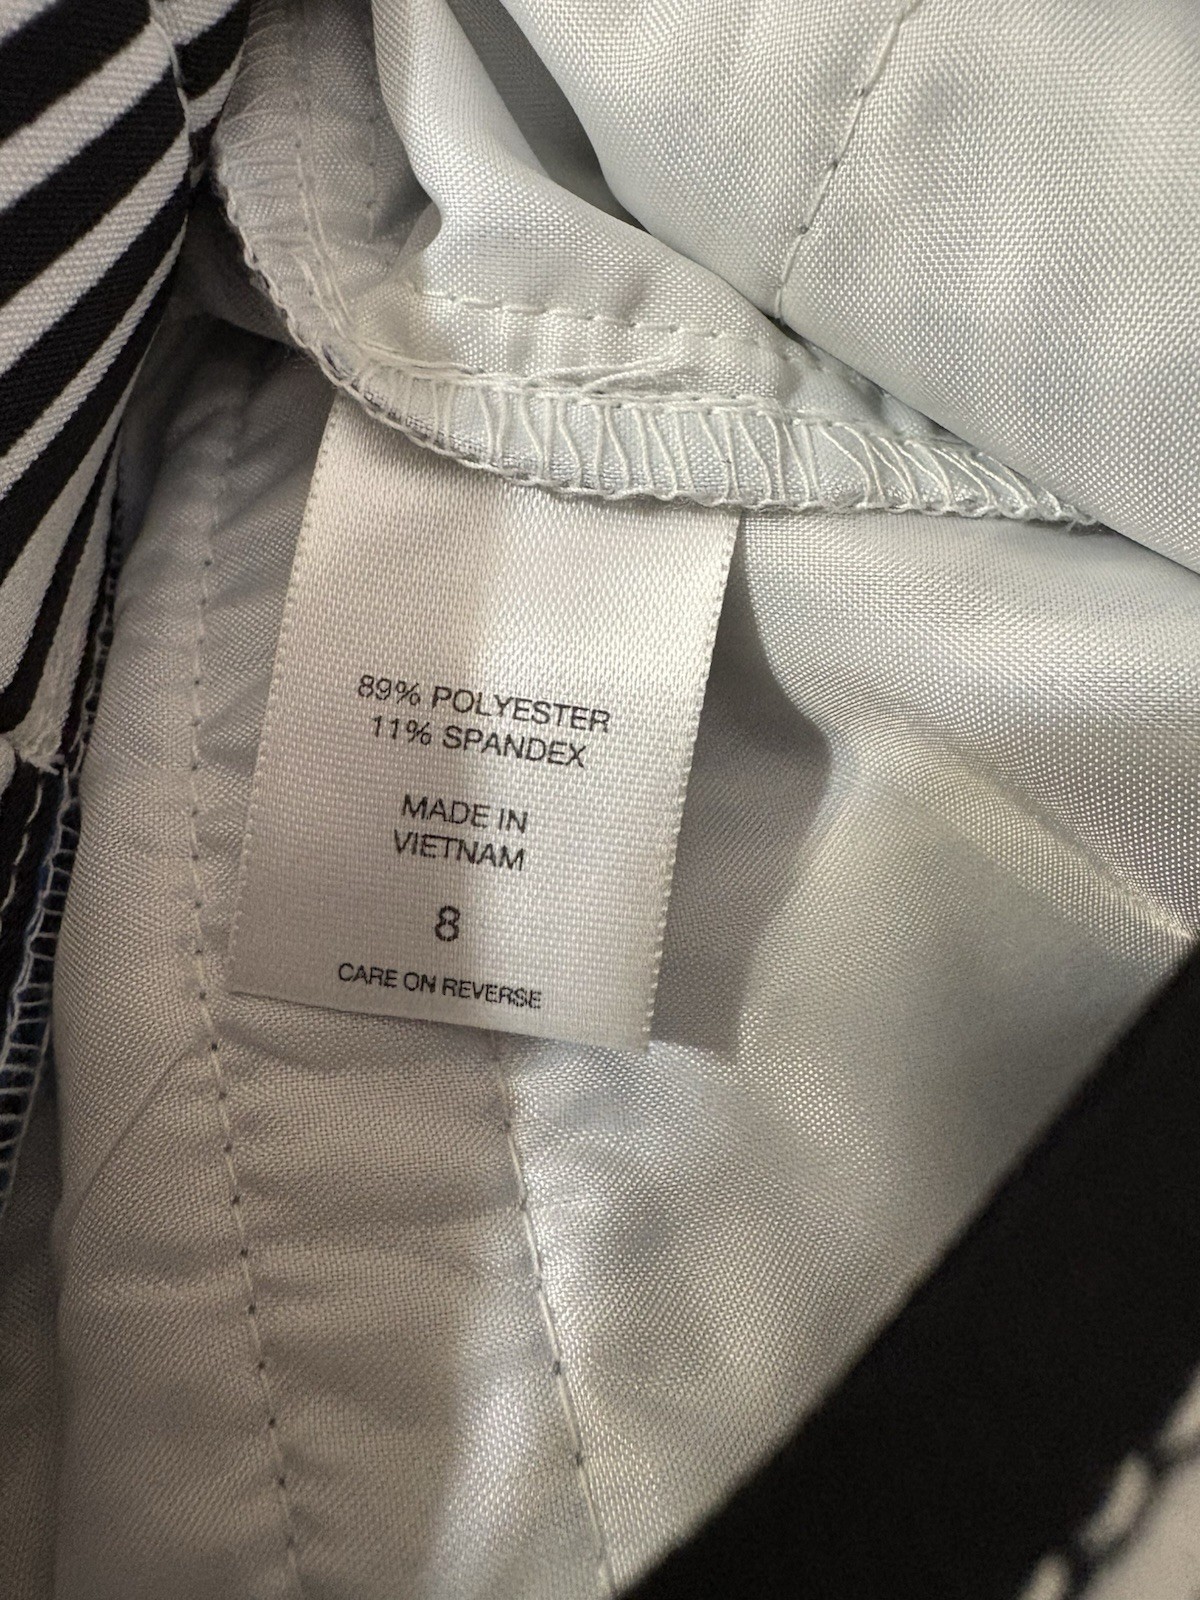 89% POLYESTER
11% SPANDEX
MADE IN
VIETNAM
8
CARE ON REVERSE